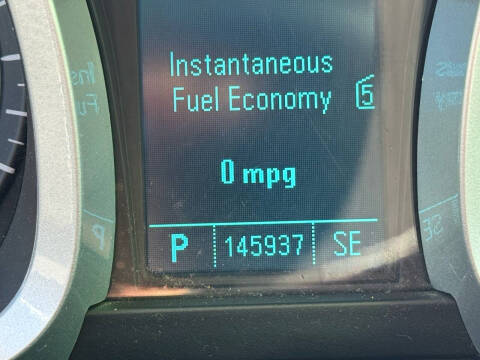 Instantaneous
Fuel Economy 5
0 mpg
P 145937 SE